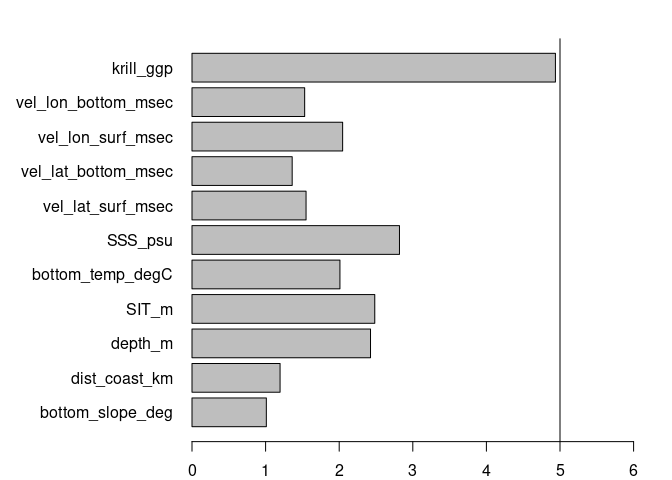 krill_ggp
vel_lon_bottom_msec
vel_lon_surf_msec
vel_lat_bottom_msec
vel_lat_surf_msec
SSS_psu
bottom_temp_degC
SIT_m
depth_m
dist_coast_km
bottom_slope_deg
0 1 2 3 4 5 6